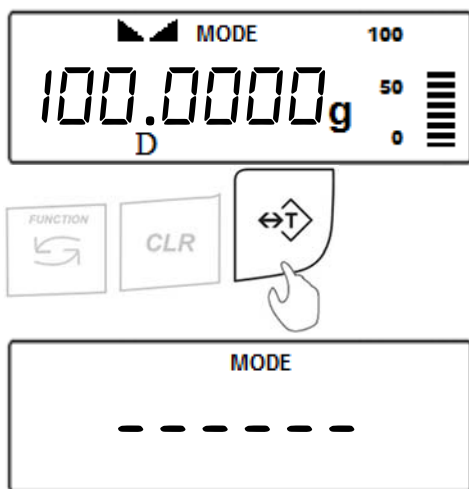 MODE 100
100.0000g 50
D 0
FUNCTION CLR T
MODE
------